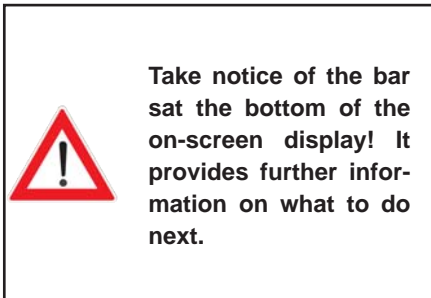 Take notice of the bar
sat the bottom of the
on-screen display! It
provides further infor-
mation on what to do
next.